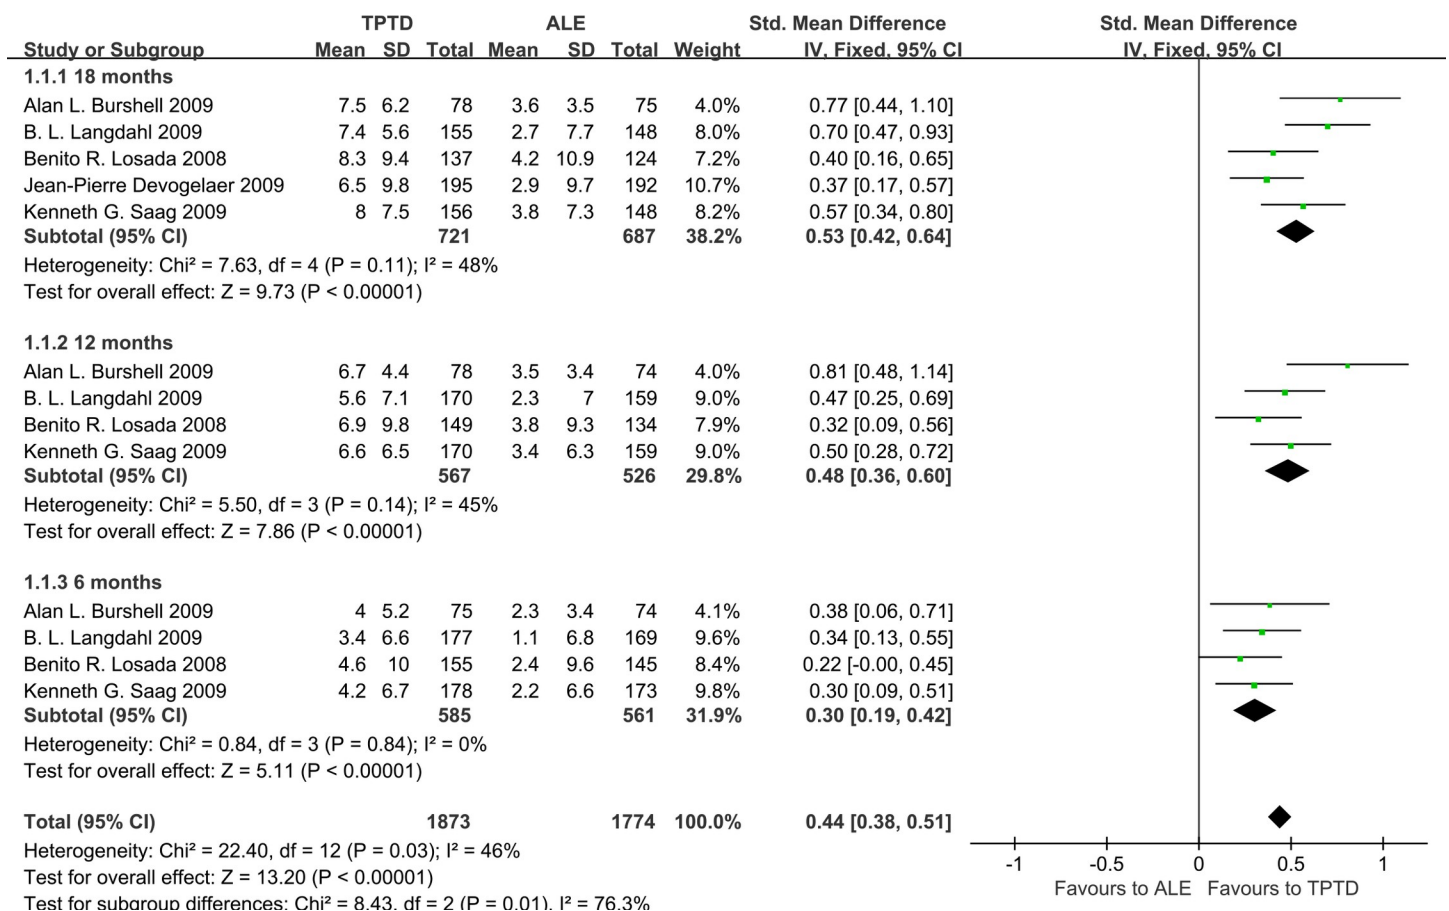 TPTD ALE Std. Mean Difference Std. Mean Difference
Study or Subgroup Mean SD Total Mean SD Total Weight IV, Fixed, 95% CI IV, Fixed, 95% CI
1.1.1 18 months
Alan L. Burshell 2009 7.5 6.2 78 3.6 3.5 75 4.0% 0.77 [0.44, 1.10]
B. L. Langdahl 2009 7.4 5.6 155 2.7 7.7 148 8.0% 0.70 [0.47, 0.93]
Benito R. Losada 2008 8.3 9.4 137 4.2 10.9 124 7.2% 0.40 [0.16, 0.65]
Jean-Pierre Devogelaer 2009 6.5 9.8 195 2.9 9.7 192 10.7% 0.37 [0.17, 0.57]
Kenneth G. Saag 2009 8 7.5 156 3.8 7.3 148 8.2% 0.57 [0.34, 0.80]
Subtotal (95% CI) 721 687 38.2% 0.53 [0.42, 0.64]
Heterogeneity: Chi² = 7.63, df = 4 (P = 0.11); I² = 48%
Test for overall effect: Z = 9.73 (P < 0.00001)
1.1.2 12 months
Alan L. Burshell 2009 6.7 4.4 78 3.5 3.4 74 4.0% 0.81 [0.48, 1.14]
B. L. Langdahl 2009 5.6 7.1 170 2.3 7 159 9.0% 0.47 [0.25, 0.69]
Benito R. Losada 2008 6.9 9.8 149 3.8 9.3 134 7.9% 0.32 [0.09, 0.56]
Kenneth G. Saag 2009 6.6 6.5 170 3.4 6.3 159 9.0% 0.50 [0.28, 0.72]
Subtotal (95% CI) 567 526 29.8% 0.48 [0.36, 0.60]
Heterogeneity: Chi² = 5.50, df = 3 (P = 0.14); I² = 45%
Test for overall effect: Z = 7.86 (P < 0.00001)
1.1.3 6 months
Alan L. Burshell 2009 4 5.2 75 2.3 3.4 74 4.1% 0.38 [0.06, 0.71]
B. L. Langdahl 2009 3.4 6.6 177 1.1 6.8 169 9.6% 0.34 [0.13, 0.55]
Benito R. Losada 2008 4.6 10 155 2.4 9.6 145 8.4% 0.22 [-0.00, 0.45]
Kenneth G. Saag 2009 4.2 6.7 178 2.2 6.6 173 9.8% 0.30 [0.09, 0.51]
Subtotal (95% CI) 585 561 31.9% 0.30 [0.19, 0.42]
Heterogeneity: Chi² = 0.84, df = 3 (P = 0.84); I² = 0%
Test for overall effect: Z = 5.11 (P < 0.00001)
Total (95% CI) 1873 1774 100.0% 0.44 [0.38, 0.51]
Heterogeneity: Chi² = 22.40, df = 12 (P = 0.03); I² = 46%
Test for overall effect: Z = 13.20 (P < 0.00001)
Test for subgroup differences: Chi² = 8.43, df = 2 (P = 0.01), I² = 76.3%
-1 -0.5 0 0.5 1
Favours to ALE Favours to TPTD